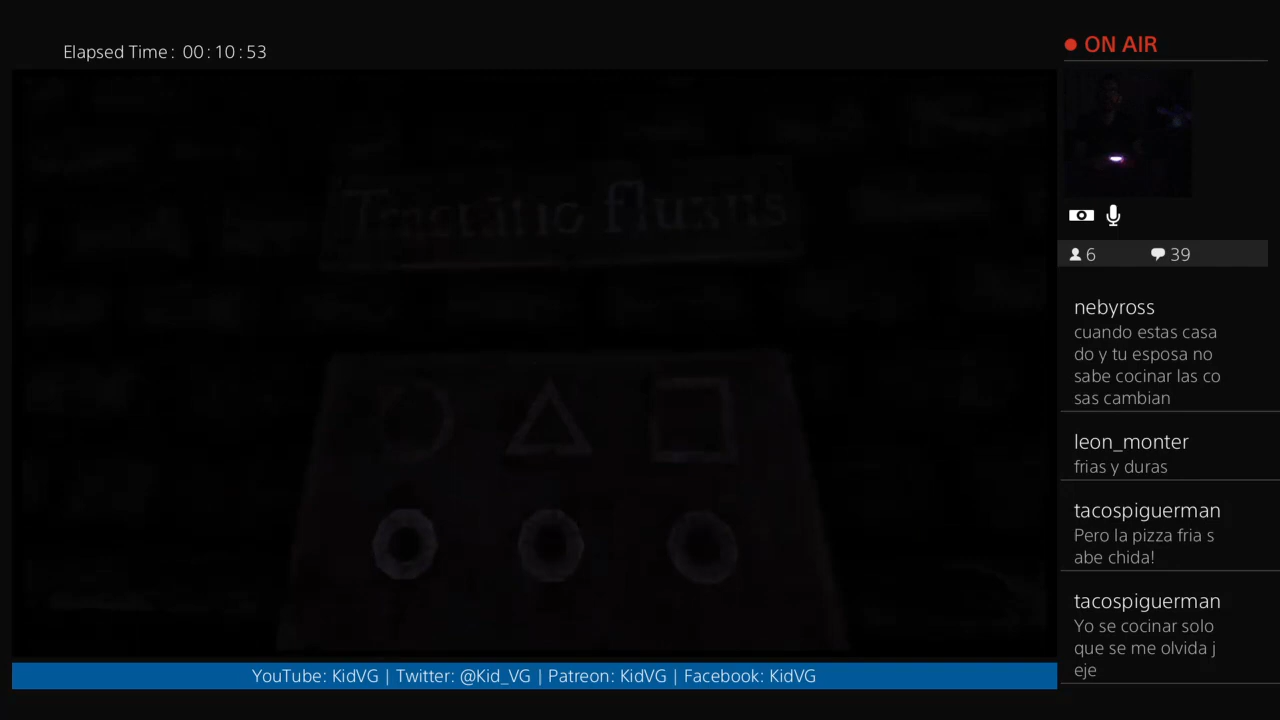 Elapsed Time: 00:10:53
ON AIR
6 39
nebyross
cuando estas casa
do y tu esposa no
sabe cocinar las co
sas cambian
leon_monter
frias y duras
tacospiguerman
Pero la pizza fria s
abe chida!
tacospiguerman
Yo se cocinar solo
que se me olvida j
eje
fluxus
YouTube: KidVG | Twitter: @Kid_VG | Patreon: KidVG | Facebook: KidVG